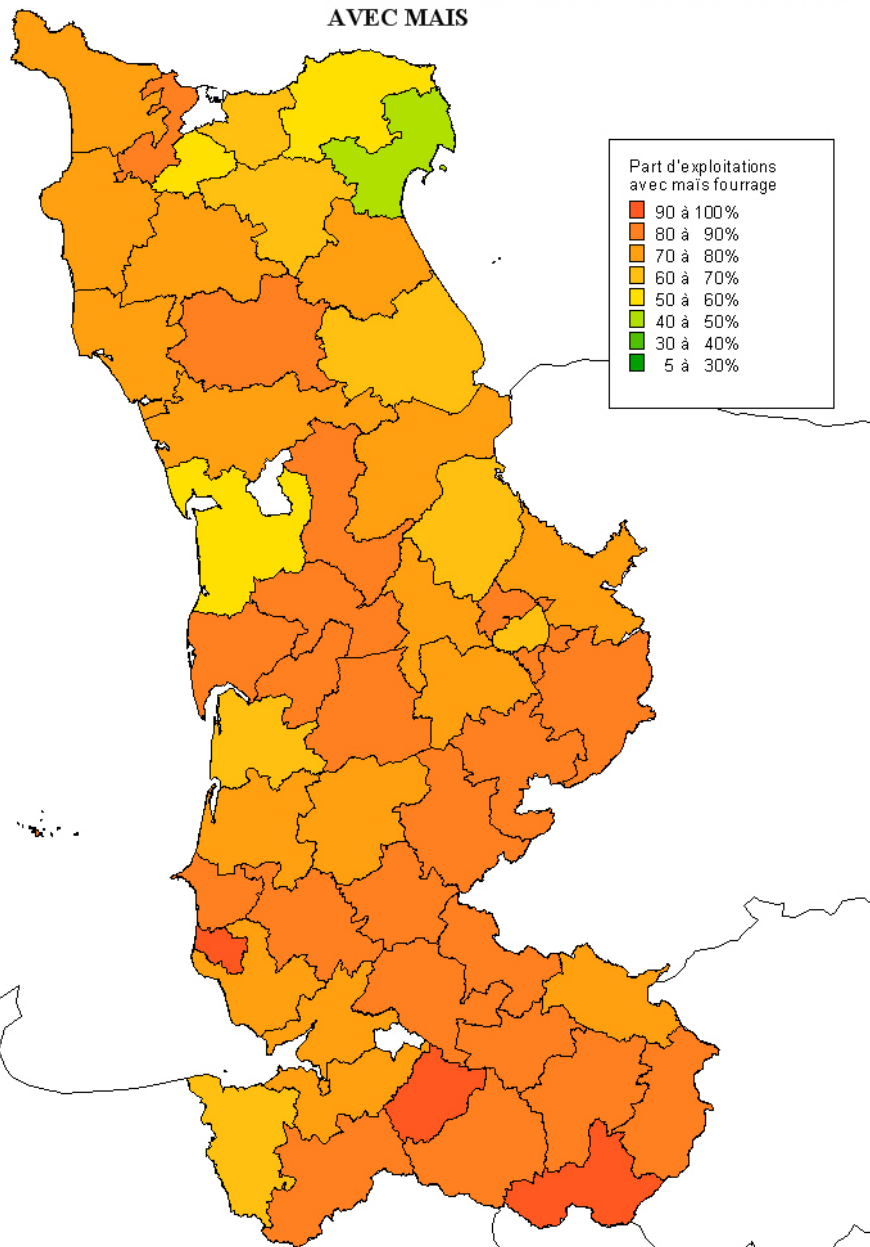 AVEC MAIS
Part d'exploitations
avec maïs fourrage
90 à 100%
80 à 90%
70 à 80%
60 à 70%
50 à 60%
40 à 50%
30 à 40%
5 à 30%